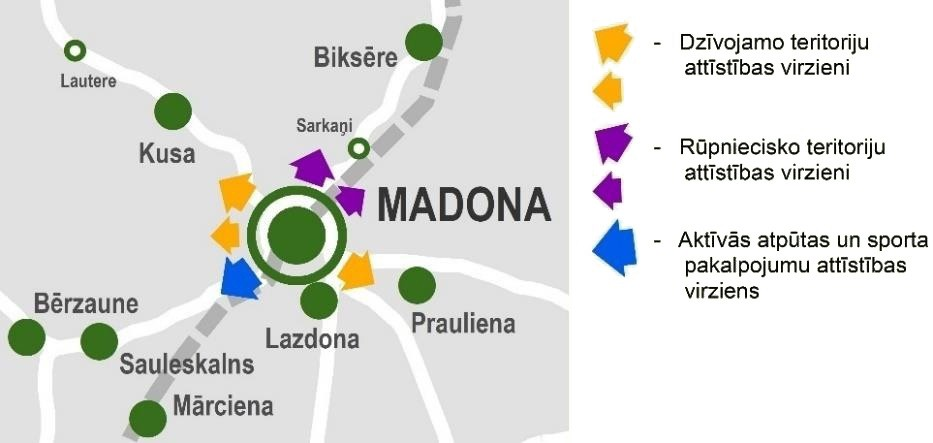 Biksēre
Lautere
Sarkaņi
Kusa
MADONA
Bērzaune
Lazdona
Prauliena
Sauleskalns
Mārciena
- Dzīvojamo teritoriju
attīstības virzieni
- Rūpniecisko teritoriju
attīstības virzieni
- Aktīvās atpūtas un sporta
pakalpojumu attīstības
virziens